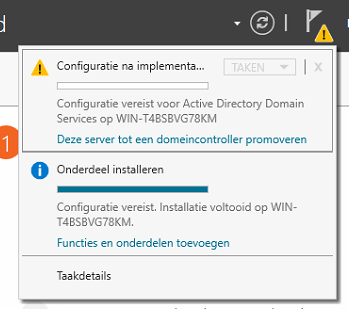 d
Configuratie na implementa...
TAKEN
X
Configuratie vereist voor Active Directory Domain
Services op WIN-T4BSBVG78KM
Deze server tot een domeincontroller promoveren
1
Onderdeel installeren
Configuratie vereist. Installatie voltooid op WIN-
T4BSBVG78KM.
Functies en onderdelen toevoegen
Taakdetails